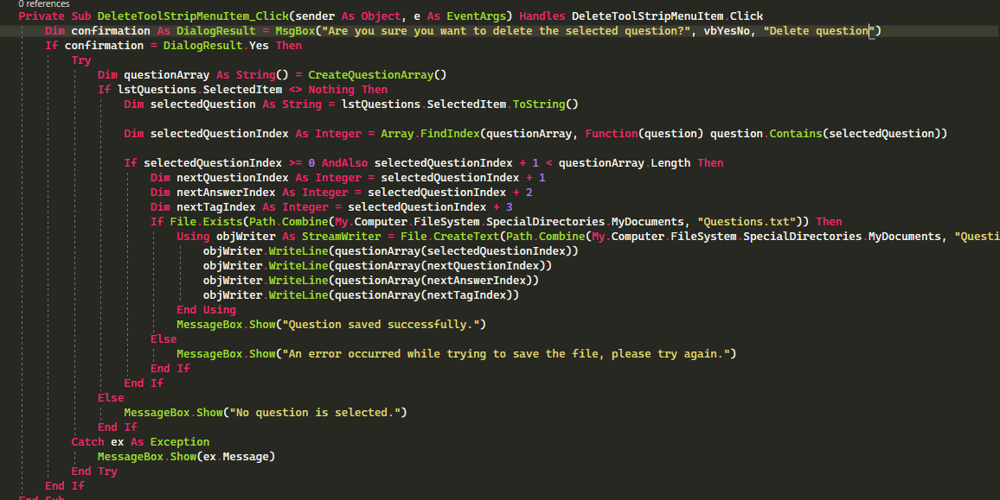 0 references
Private Sub DeleteToolStripMenuItem_Click(sender As Object, e As EventArgs) Handles DeleteToolStripMenuItem.Click
Dim confirmation As DialogResult = MsgBox("Are you sure you want to delete the selected question?", vbYesNo, "Delete question")
If confirmation = DialogResult.Yes Then
Try
Dim questionArray As String() = CreateQuestionArray()
If lstQuestions.SelectedItem <> Nothing Then
Dim selectedQuestion As String = lstQuestions.SelectedItem.ToString()
Dim selectedQuestionIndex As Integer = Array.FindIndex(questionArray, Function(question) question.Contains(selectedQuestion))
If selectedQuestionIndex >= 0 AndAlso selectedQuestionIndex + 1 < questionArray.Length Then
Dim nextQuestionIndex As Integer = selectedQuestionIndex + 1
Dim nextAnswerIndex As Integer = selectedQuestionIndex + 2
Dim nextTagIndex As Integer = selectedQuestionIndex + 3
If File.Exists(Path.Combine(My.Computer.FileSystem.SpecialDirectories.MyDocuments, "Questions.txt")) Then
Using objWriter As StreamWriter = File.CreateText(Path.Combine(My.Computer.FileSystem.SpecialDirectories.MyDocuments, "Questi
objWriter.WriteLine(questionArray(selectedQuestionIndex))
objWriter.WriteLine(questionArray(nextQuestionIndex))
objWriter.WriteLine(questionArray(nextAnswerIndex))
objWriter.WriteLine(questionArray(nextTagIndex))
End Using
MessageBox.Show("Question saved successfully.")
Else
MessageBox.Show("An error occurred while trying to save the file, please try again.")
End If
End If
Else
MessageBox.Show("No question is selected.")
End If
Catch ex As Exception
MessageBox.Show(ex.Message)
End Try
End If
End Sub